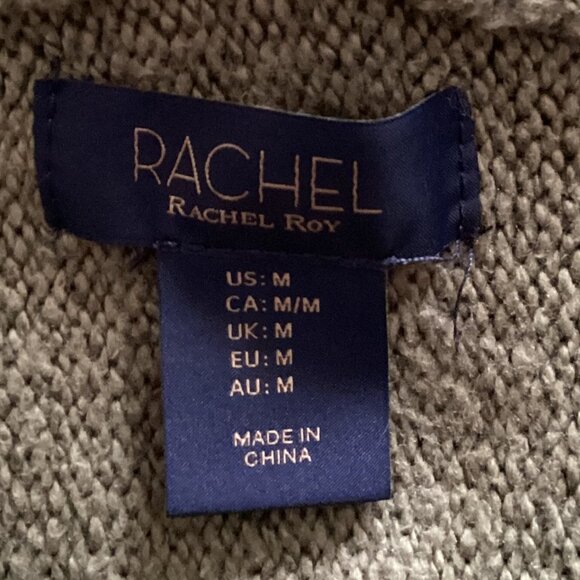 RACHEL
RACHEL ROY
US: M
CA: M/M
UK: M
EU: M
AU: M
MADE IN
CHINA